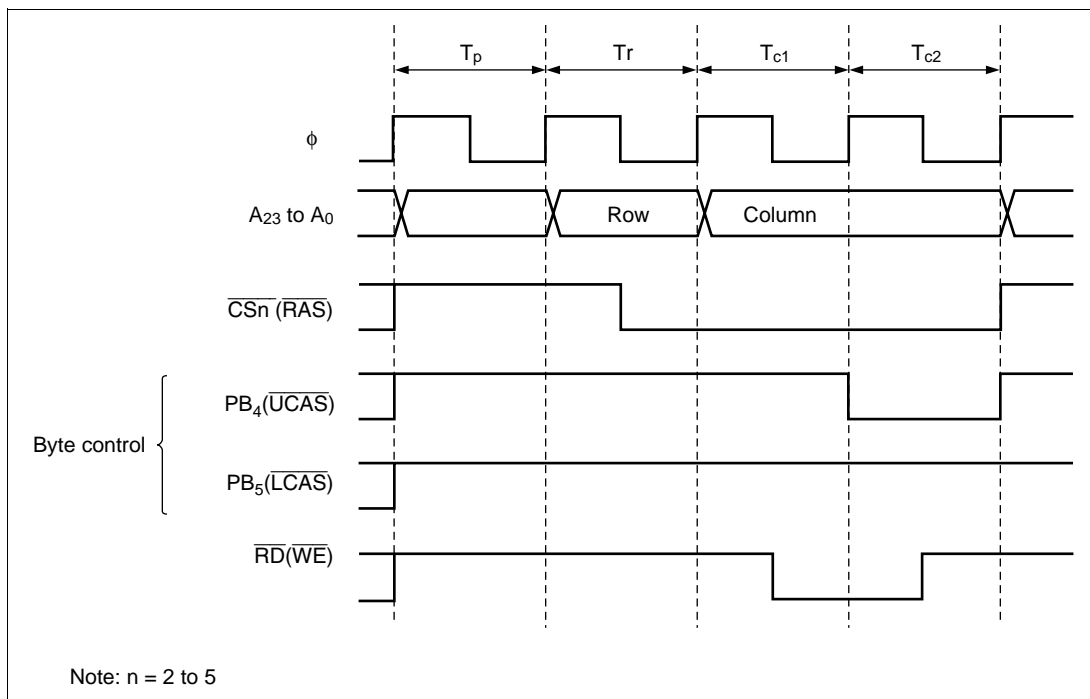 Tp Tr Tc1 Tc2
φ
A23 to A0 Row Column
CSn (RAS)
PB4(UCAS)
Byte control
PB5(LCAS)
RD(WE)
Note: n = 2 to 5